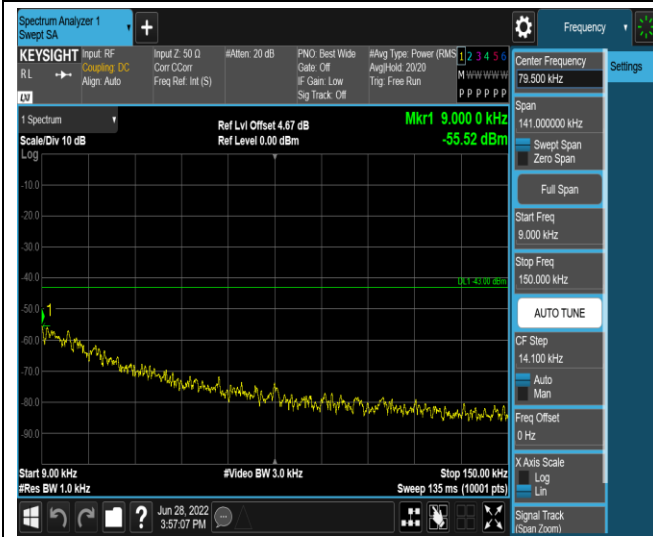 Spectrum Analyzer 1
Swept SA
Frequency
KEYSIGHT
RL
LXI
Input: RF
Coupling: DC
Align: Auto
Input Z: 50 Ω
Corr CCorr
Freq Ref: Int (S)
#Atten: 20 dB
PNO: Best Wide
Gate: Off
IF Gain: Low
Sig Track: Off
#Avg Type: Power (RMS
Avg|Hold: 20/20
Trig: Free Run
1 2 3 4 5 6
M W W W W W
P P P P P P
1 Spectrum
Scale/Div 10 dB
Log
Ref Lvl Offset 4.67 dB
Ref Level 0.00 dBm
Mkr1 9.000 0 kHz
-55.52 dBm
-10.0
-20.0
-30.0
-40.0
DL1 -43.00 dBm
-50.0
1
-60.0
-70.0
-80.0
-90.0
Start 9.00 kHz
#Res BW 1.0 kHz
#Video BW 3.0 kHz
Stop 150.00 kHz
Sweep 135 ms (10001 pts)
Jun 28, 2022
3:57:07 PM
?
Center Frequency
79.500 kHz
Settings
Span
141.000000 kHz
Swept Span
Zero Span
Full Span
Start Freq
9.000 kHz
Stop Freq
150.000 kHz
AUTO TUNE
CF Step
14.100 kHz
Auto
Man
Freq Offset
0 Hz
X Axis Scale
Log
Lin
Signal Track
(Span Zoom)